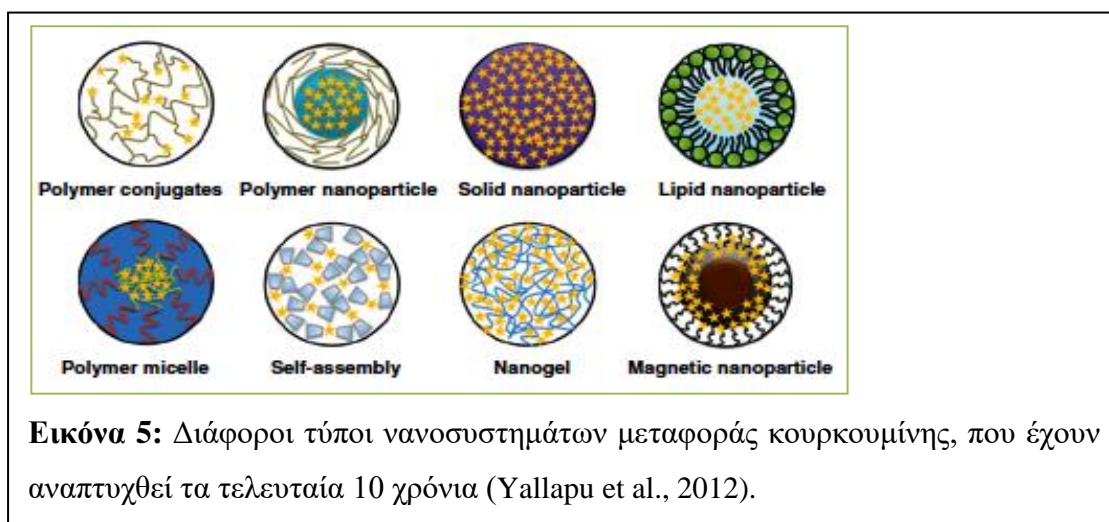 Polymer conjugates Polymer nanoparticle Solid nanoparticle Lipid nanoparticle
Polymer micelle Self-assembly Nanogel Magnetic nanoparticle
Εικόνα 5: Διάφοροι τύποι νανοσυστημάτων μεταφοράς κουρκουμίνης, που έχουν
αναπτυχθεί τα τελευταία 10 χρόνια (Yallapu et al., 2012).